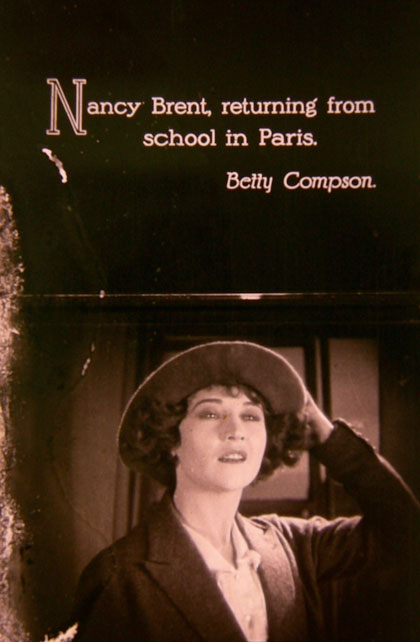 Nancy Brent, returning from
school in Paris.
Betty Compson.